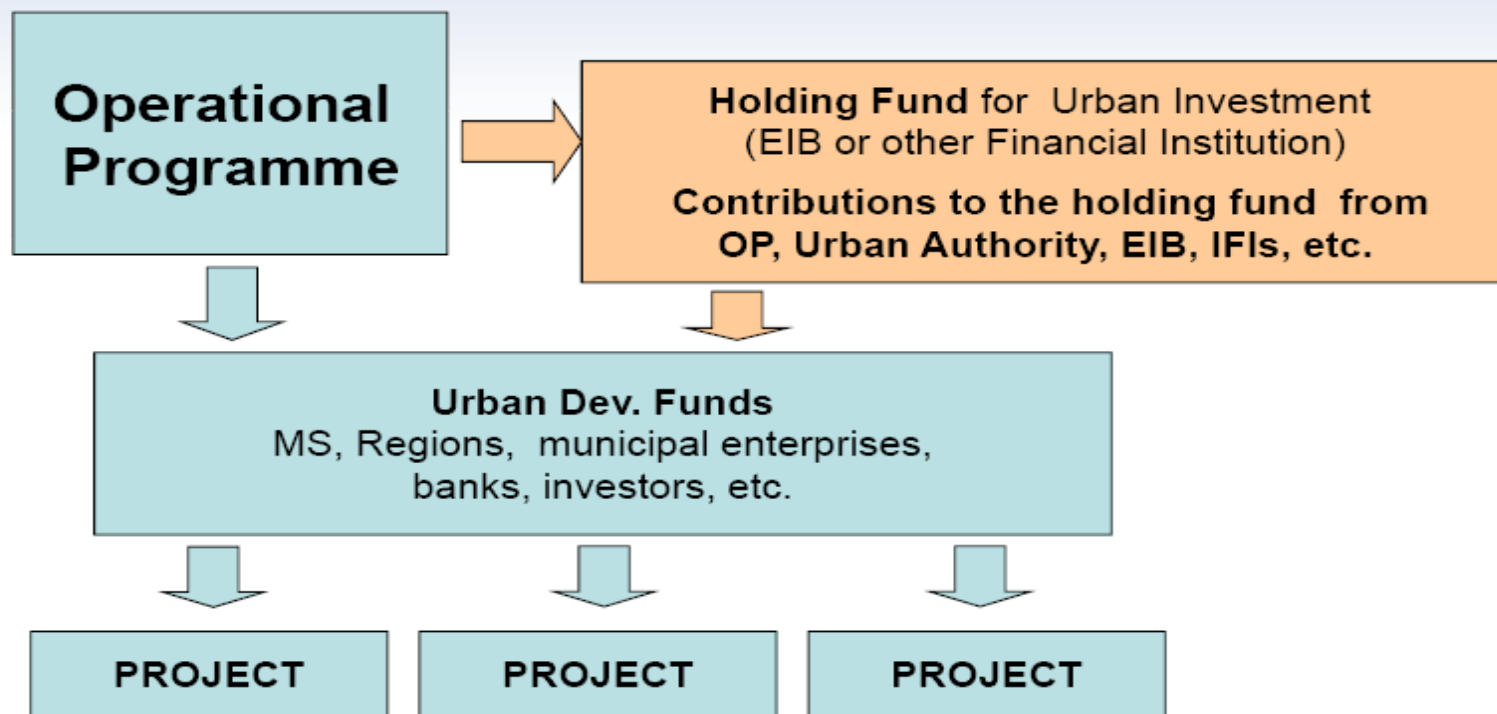 Operational
Programme
Holding Fund for Urban Investment
(EIB or other Financial Institution)
Contributions to the holding fund from
OP, Urban Authority, EIB, IFIs, etc.
Urban Dev. Funds
MS, Regions, municipal enterprises,
banks, investors, etc.
PROJECT
PROJECT
PROJECT